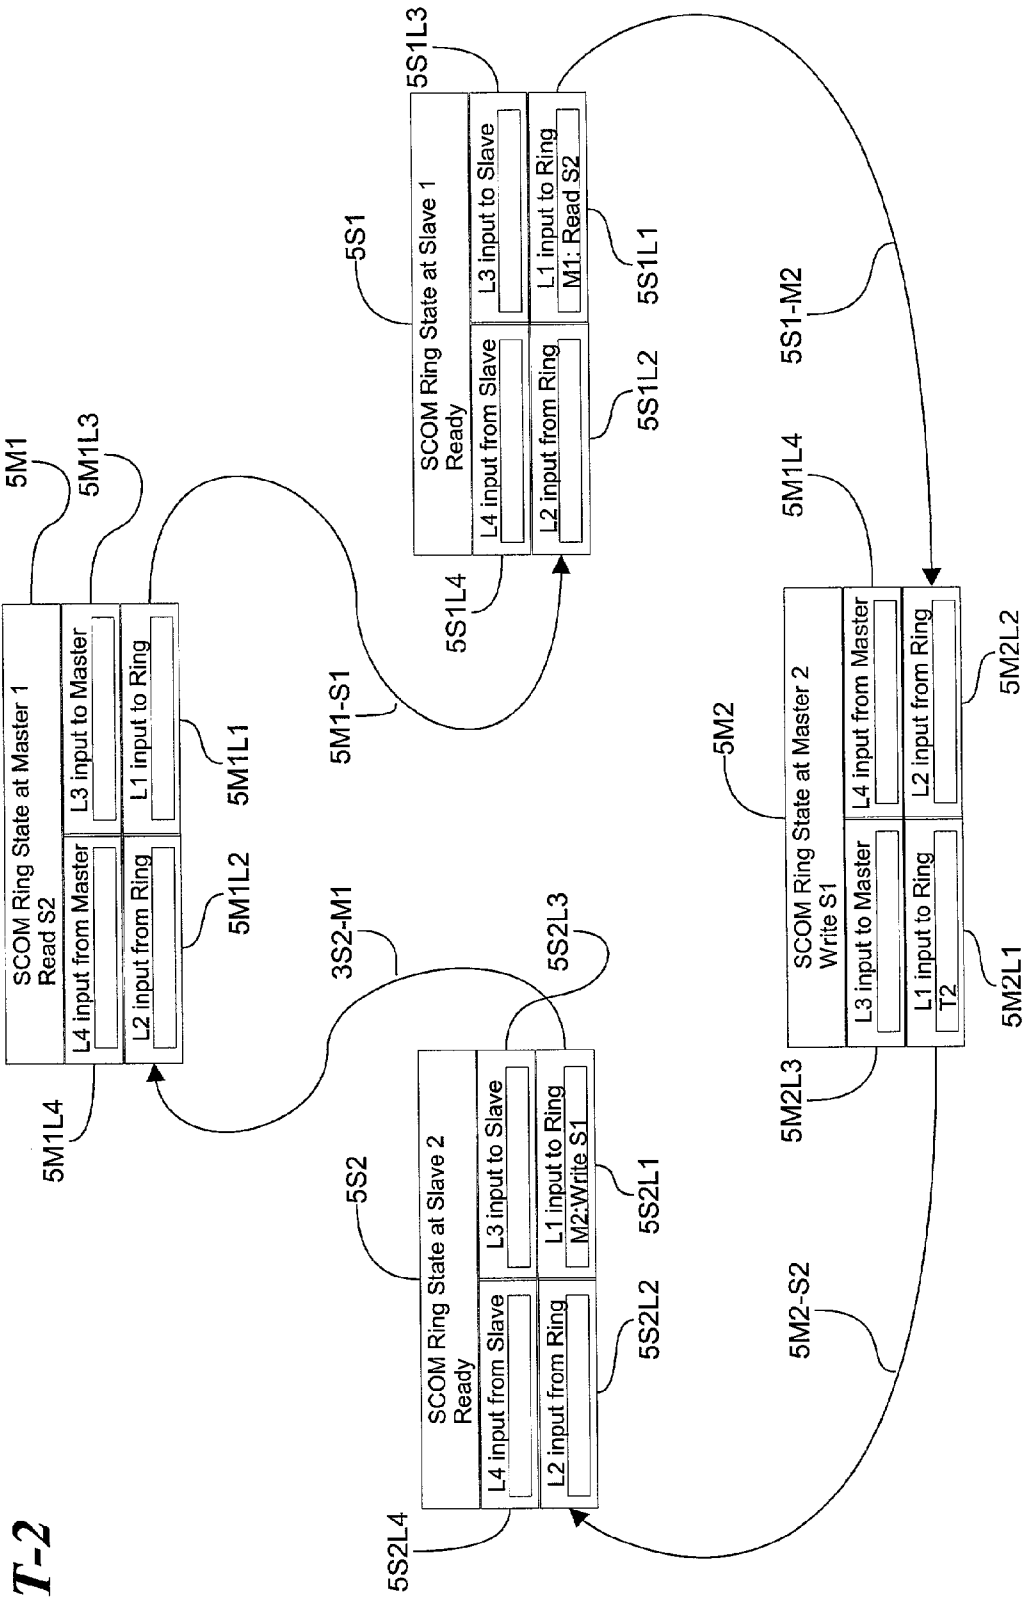 T-2
5M1
5M1L3
5M1L4
SCOM Ring State at Master 1
Read S2
L4 input from Master
L3 input to Master
L2 input from Ring
L1 input to Ring
5M1L2
5M1L1
3S2-M1
5M1-S1
5S2L3
5S2
5S2L4
SCOM Ring State at Slave 2
Ready
L4 input from Slave
L3 input to Slave
L2 input from Ring
L1 input to Ring
M2:Write S1
5S2L2
5S2L1
5S1
5S1L3
5S1L4
SCOM Ring State at Slave 1
Ready
L4 input from Slave
L3 input to Slave
L2 input from Ring
L1 input to Ring
M1: Read S2
5S1L2
5S1L1
5S1-M2
5M2
5M1L4
5M2L3
SCOM Ring State at Master 2
Write S1
L3 input to Master
L4 input from Master
L1 input to Ring
T2
L2 input from Ring
5M2L1
5M2L2
5M2-S2